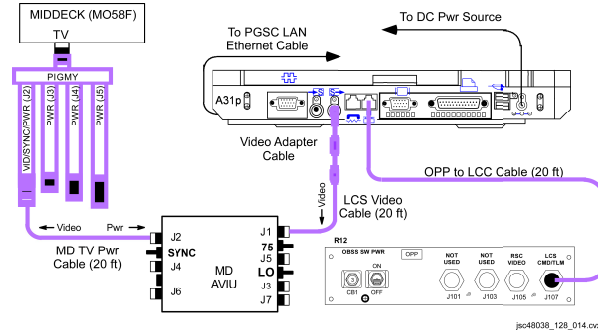 MIDDECK (MO58F)
TV
PIGMY
VID/SYNC/PWR (J2)
PWR (J3)
PWR (J4)
PWR (J5)
To PGSC LAN
Ethernet Cable
To DC Pwr Source
A31p
Video Adapter
Cable
OPP to LCC Cable (20 ft)
Video
LCS Video
Cable (20 ft)
Video
Pwr
MD TV Pwr
Cable (20 ft)
J2
SYNC
J4
J6
MD
AVIU
J1
75
J5
LO
J3
J7
R12
OBSS SW PWR
OPP
ON
OFF
3
CB1
NOT
USED
J101
NOT
USED
J103
RSC
VIDEO
J105
LCS
CMD/TLM
J107
jsc48038_128_014.cvx